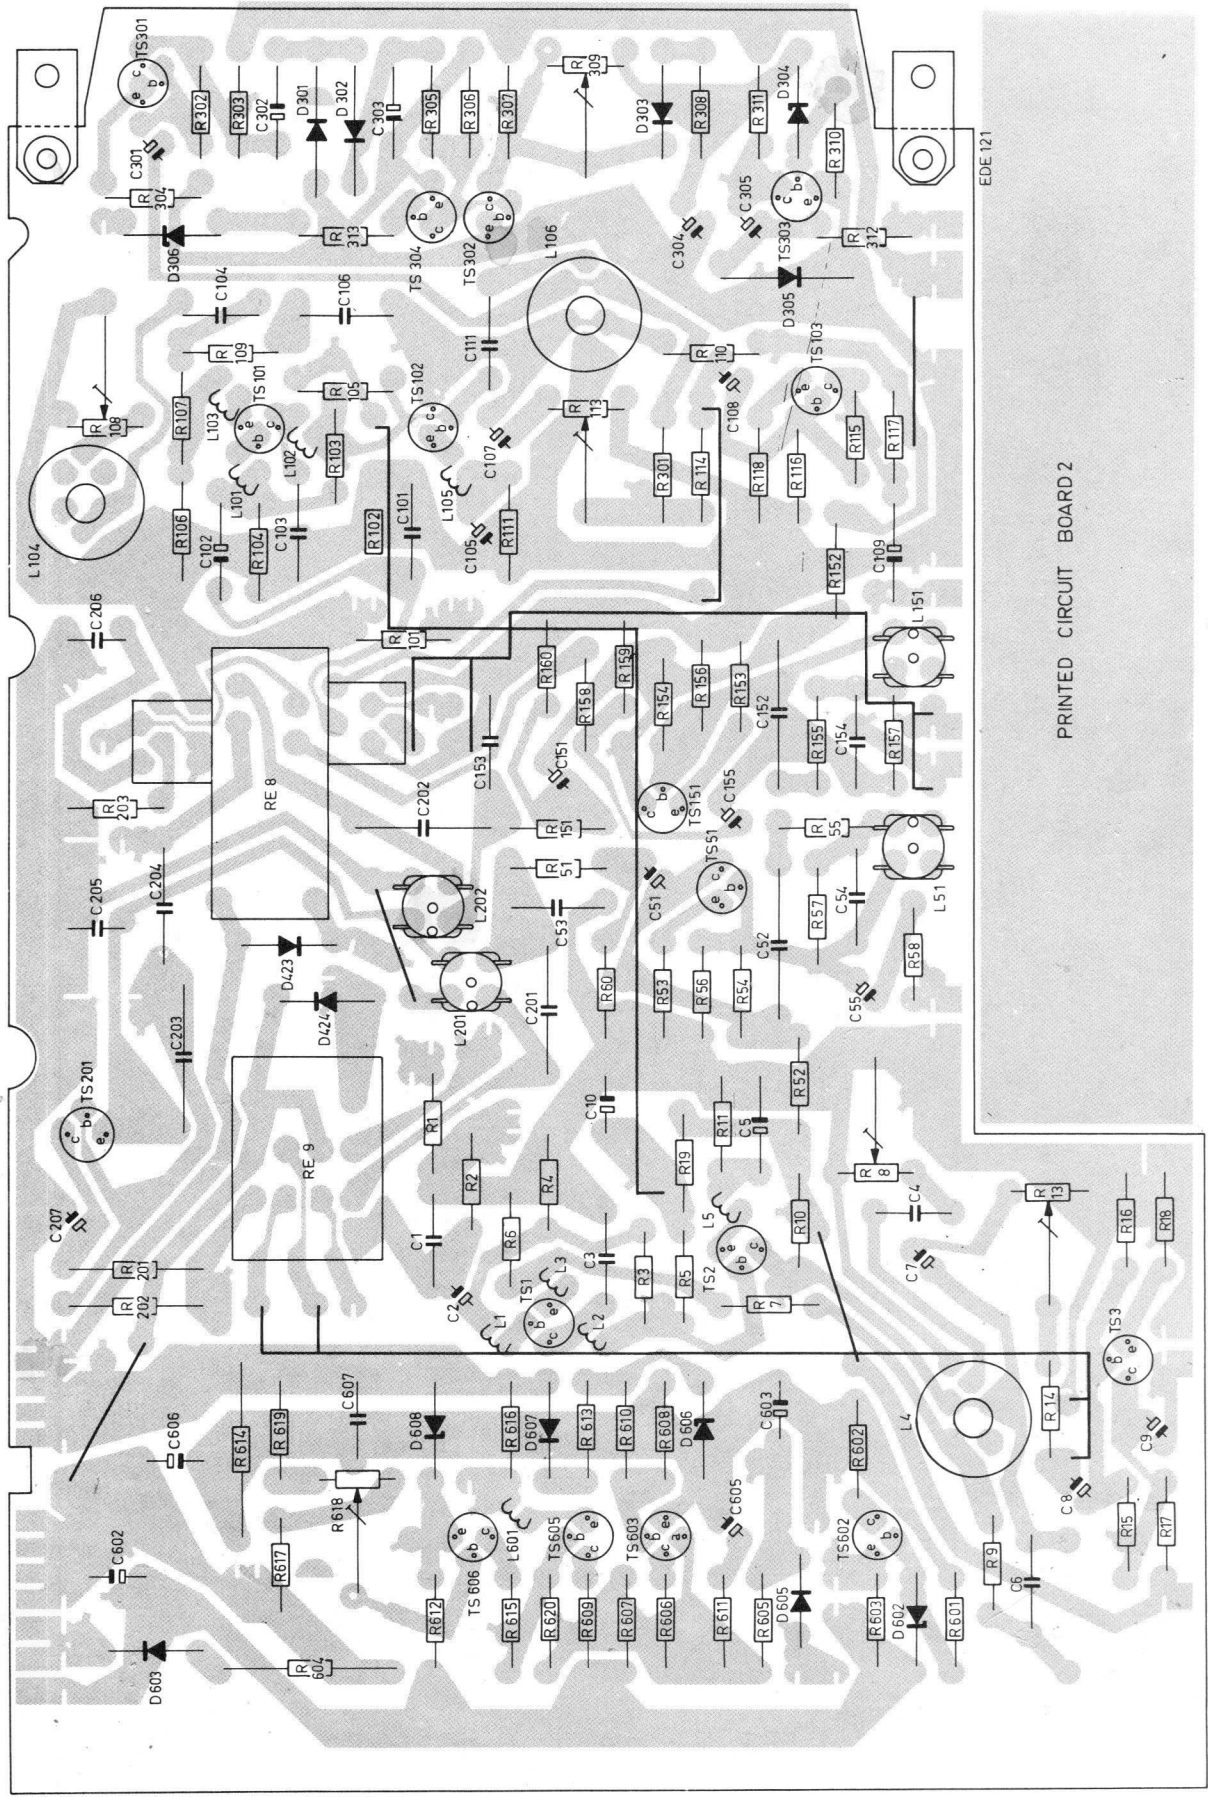 TS301
c
b
e
C301
R304
D306
R302
R303
C302
D301
D302
C303
R305
R306
R307
R309
D303
R308
R311
D304
R310
EDE 121
R313
TS 304
c
b
e
TS302
c
b
e
L106
C304
C305
TS303
c
b
e
R312
D305
C104
C106
C111
R109
R110
TS103
e
b
c
R108
R107
L103
TS101
e
b
c
L102
R105
R103
TS102
c
b
e
C107
R113
C108
R115
R117
L104
R106
L101
C102
R104
C103
R102
C101
L105
C105
R111
R301
R114
R118
R116
R152
C109
L151
C206
R101
R160
R158
R159
R154
R156
R153
C152
R155
C154
R157
PRINTED CIRCUIT BOARD 2
RE 8
R203
C153
C151
TS151
c
b
e
C155
C202
R151
R55
L51
C205
C204
L202
R51
C53
C51
TS51
c
b
e
C52
R57
C54
R58
D423
D424
L201
C201
R60
R53
R56
R54
C55
C203
TS201
c
b
e
RE 9
R1
C10
R11
C5
R52
R2
R4
R19
R8
C207
C1
R6
C3
R3
R5
L5
TS2
e
b
c
R10
C4
C7
R13
R16
R18
R201
R202
C2
L1
TS1
e
b
c
L3
L2
R7
TS3
e
b
c
C606
R614
R619
C607
D608
R616
D607
R613
R610
R608
D606
C603
R602
L4
R14
C9
C8
C602
R617
R618
TS606
e
b
c
L601
TS605
e
b
c
TS603
e
b
c
a
C605
TS602
c
b
e
R9
C6
R15
R17
D603
R604
R612
R615
R620
R609
R607
R606
R611
R605
D605
R603
D602
R601